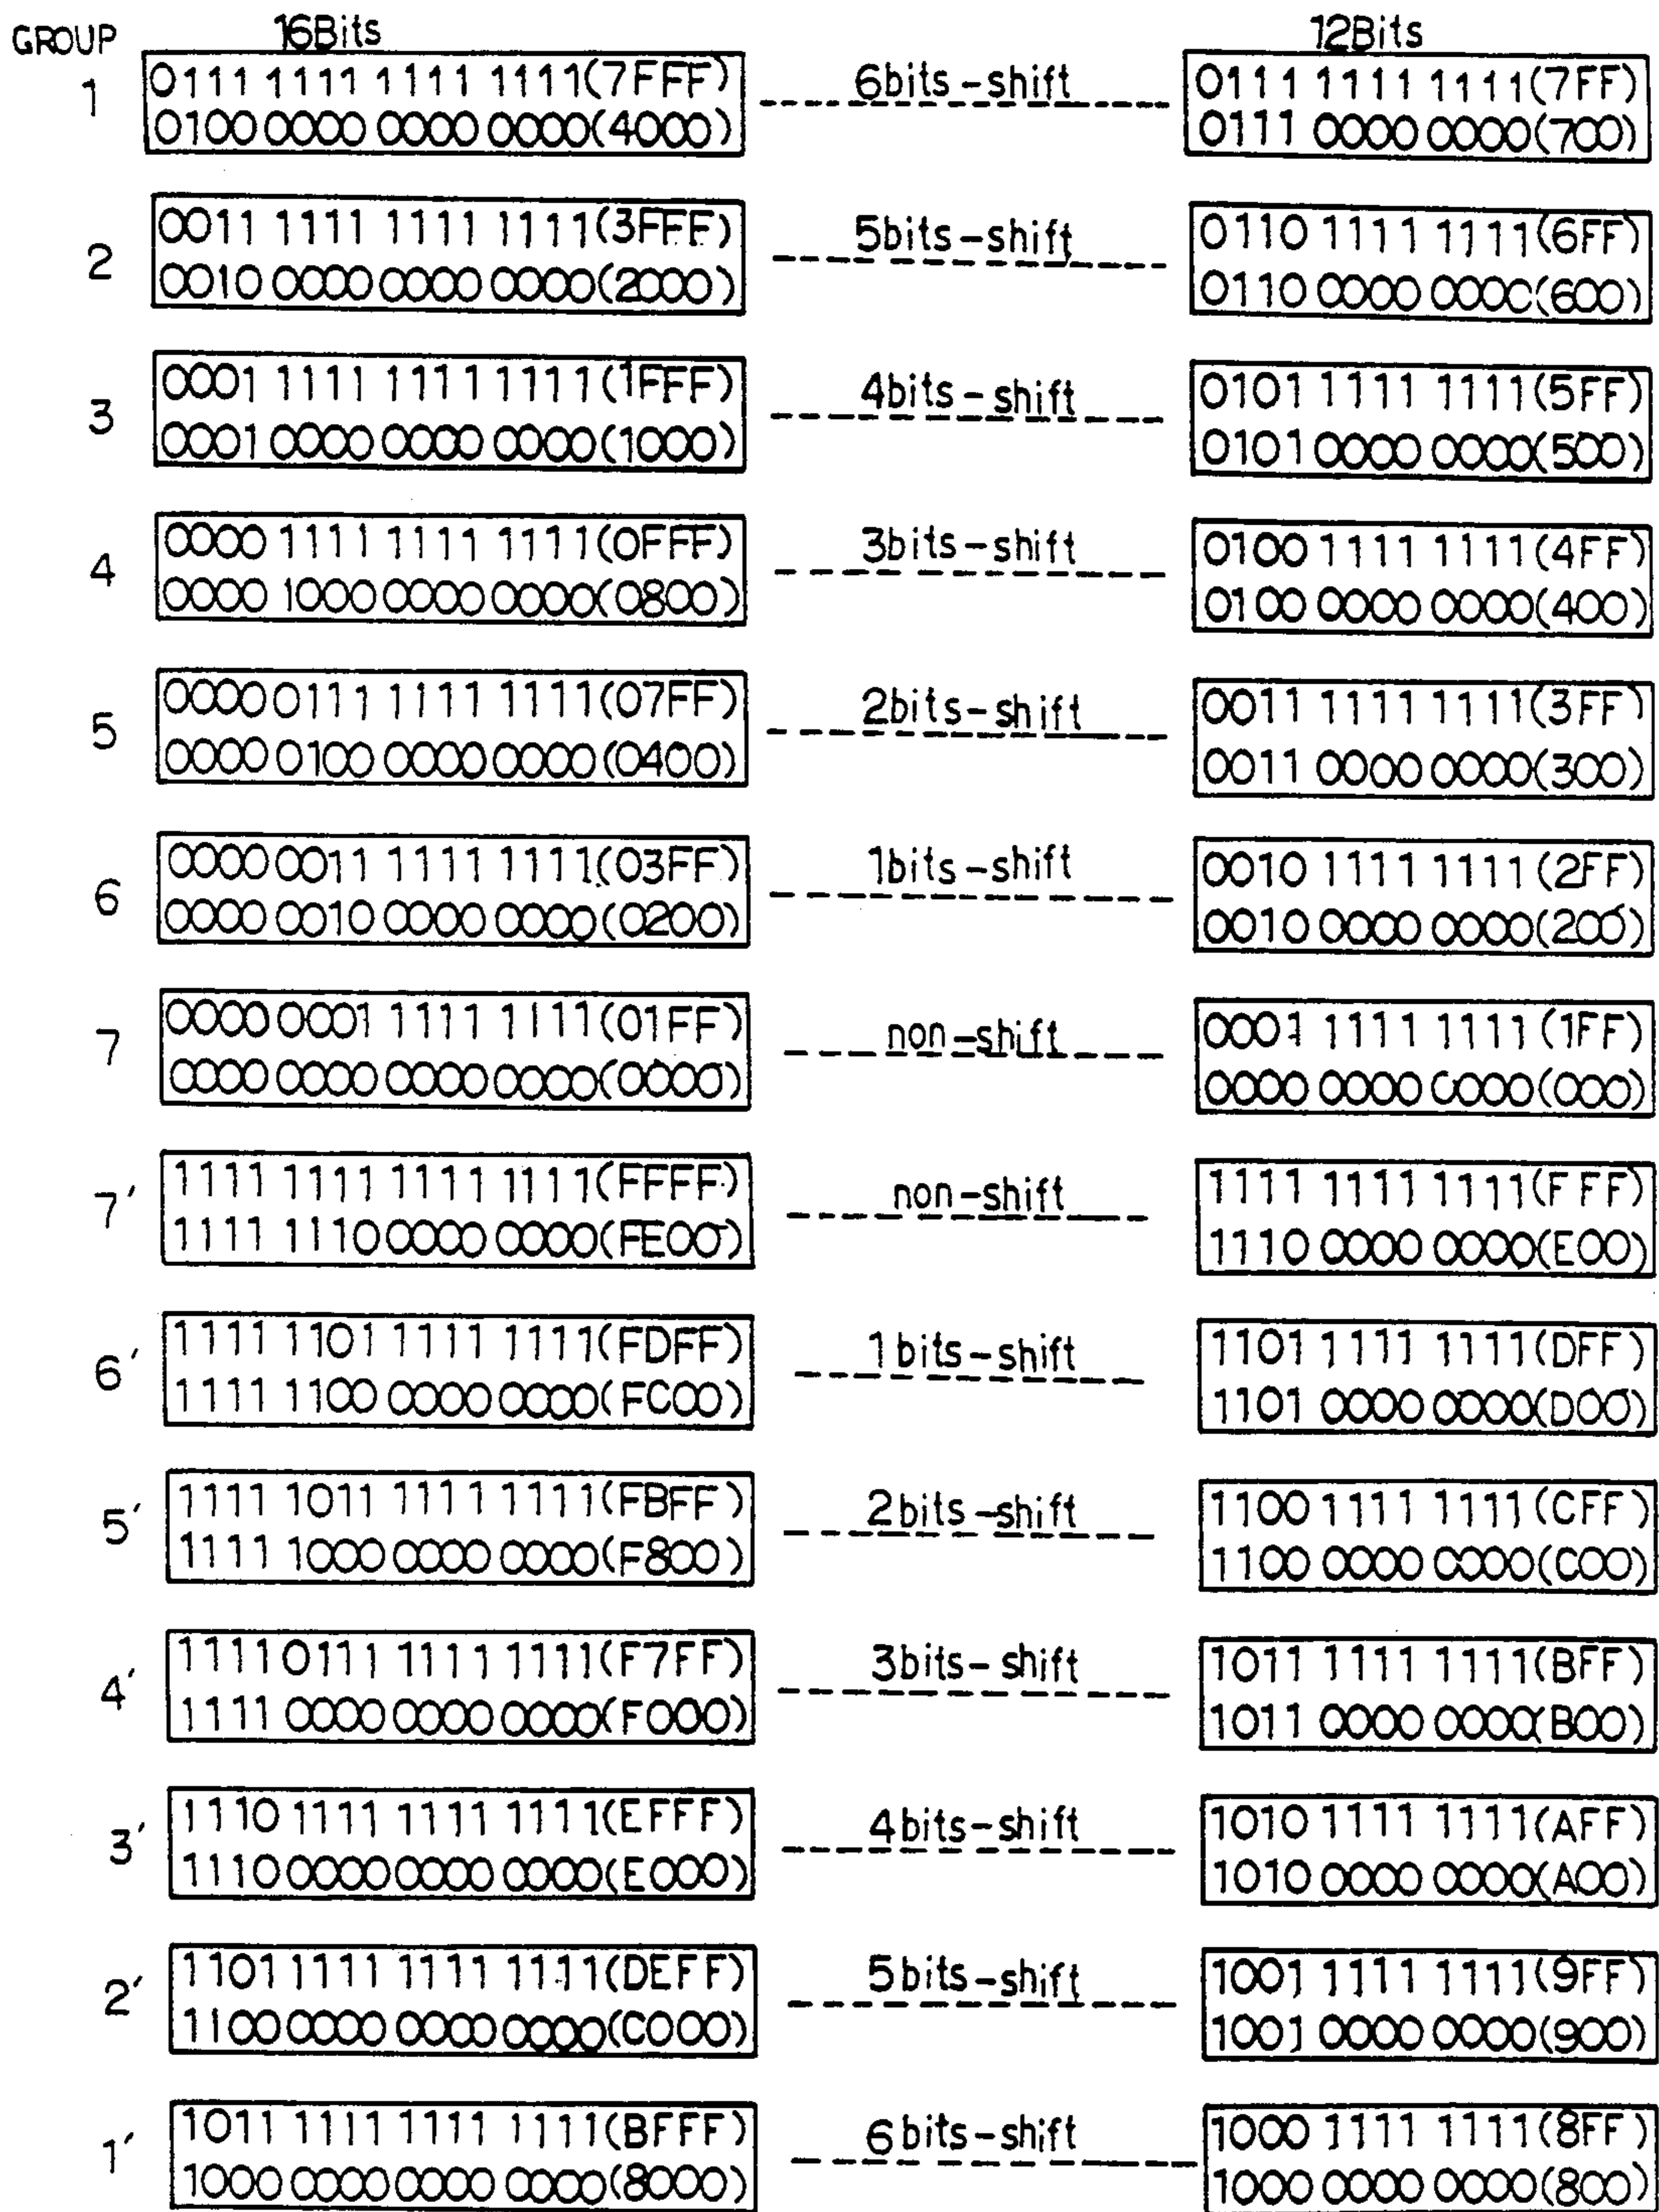 GROUP 16Bits 12Bits
1 0111 1111 1111 1111(7FFF) 6bits-shift 0111 1111 1111(7FF)
0100 0000 0000 0000(4000) 0111 0000 0000(700)
2 0011 1111 1111 1111(3FFF) 5bits-shift 0110 1111 1111(6FF)
0010 0000 0000 0000(2000) 0110 0000 0000(600)
3 0001 1111 1111 1111(1FFF) 4bits-shift 0101 1111 1111(5FF)
0001 0000 0000 0000(1000) 0101 0000 0000(500)
4 0000 1111 1111 1111(0FFF) 3bits-shift 0100 1111 1111(4FF)
0000 1000 0000 0000(0800) 0100 0000 0000(400)
5 0000 0111 1111 1111(07FF) 2bits-shift 0011 1111 1111(3FF)
0000 0100 0000 0000(0400) 0011 0000 0000(300)
6 0000 0011 1111 1111(03FF) 1bits-shift 0010 1111 1111(2FF)
0000 0010 0000 0000(0200) 0010 0000 0000(200)
7 0000 0001 1111 1111(01FF) non-shift 0001 1111 1111(1FF)
0000 0000 0000 0000(0000) 0000 0000 0000(000)
7′ 1111 1111 1111 1111(FFFF) non-shift 1111 1111 1111(FFF)
1111 1110 0000 0000(FE00) 1110 0000 0000(E00)
6′ 1111 1101 1111 1111(FDFF) 1bits-shift 1101 1111 1111(DFF)
1111 1100 0000 0000(FC00) 1101 0000 0000(D00)
5′ 1111 1011 1111 1111(FBFF) 2bits-shift 1100 1111 1111(CFF)
1111 1000 0000 0000(F800) 1100 0000 0000(C00)
4′ 1111 0111 1111 1111(F7FF) 3bits-shift 1011 1111 1111(BFF)
1111 0000 0000 0000(F000) 1011 0000 0000(B00)
3′ 1110 1111 1111 1111(EFFF) 4bits-shift 1010 1111 1111(AFF)
1110 0000 0000 0000(E000) 1010 0000 0000(A00)
2′ 1101 1111 1111 1111(DEFF) 5bits-shift 1001 1111 1111(9FF)
1100 0000 0000 0000(C000) 1001 0000 0000(900)
1′ 1011 1111 1111 1111(BFFF) 6bits-shift 1000 1111 1111(8FF)
1000 0000 0000 0000(8000) 1000 0000 0000(800)